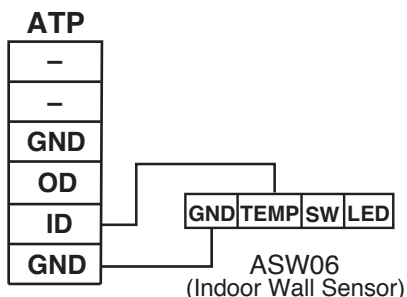 ATP
–
–
GND
OD
ID
GND
GND TEMP SW LED
ASW06
(Indoor Wall Sensor)